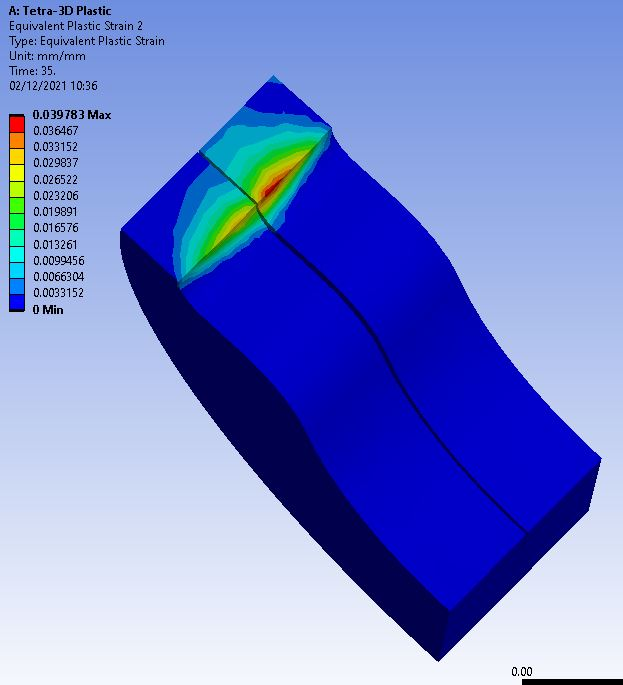 A: Tetra-3D Plastic
Equivalent Plastic Strain 2
Type: Equivalent Plastic Strain
Unit: mm/mm
Time: 35.
02/12/2021 10:36
0.039783 Max
0.036467
0.033152
0.029837
0.026522
0.023206
0.019891
0.016576
0.013261
0.0099456
0.0066304
0.0033152
0 Min
0.00